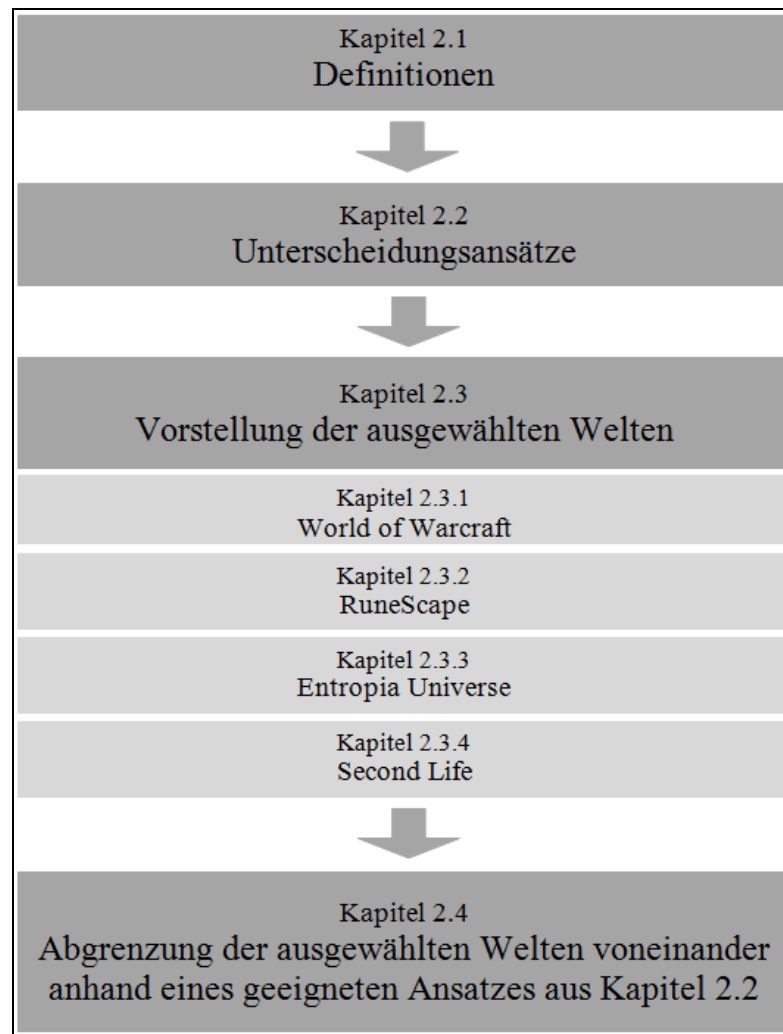 Kapitel 2.1
Definitionen
Kapitel 2.2
Unterscheidungsansätze
Kapitel 2.3
Vorstellung der ausgewählten Welten
Kapitel 2.3.1
World of Warcraft
Kapitel 2.3.2
RuneScape
Kapitel 2.3.3
Entropia Universe
Kapitel 2.3.4
Second Life
Kapitel 2.4
Abgrenzung der ausgewählten Welten voneinander
anhand eines geeigneten Ansatzes aus Kapitel 2.2